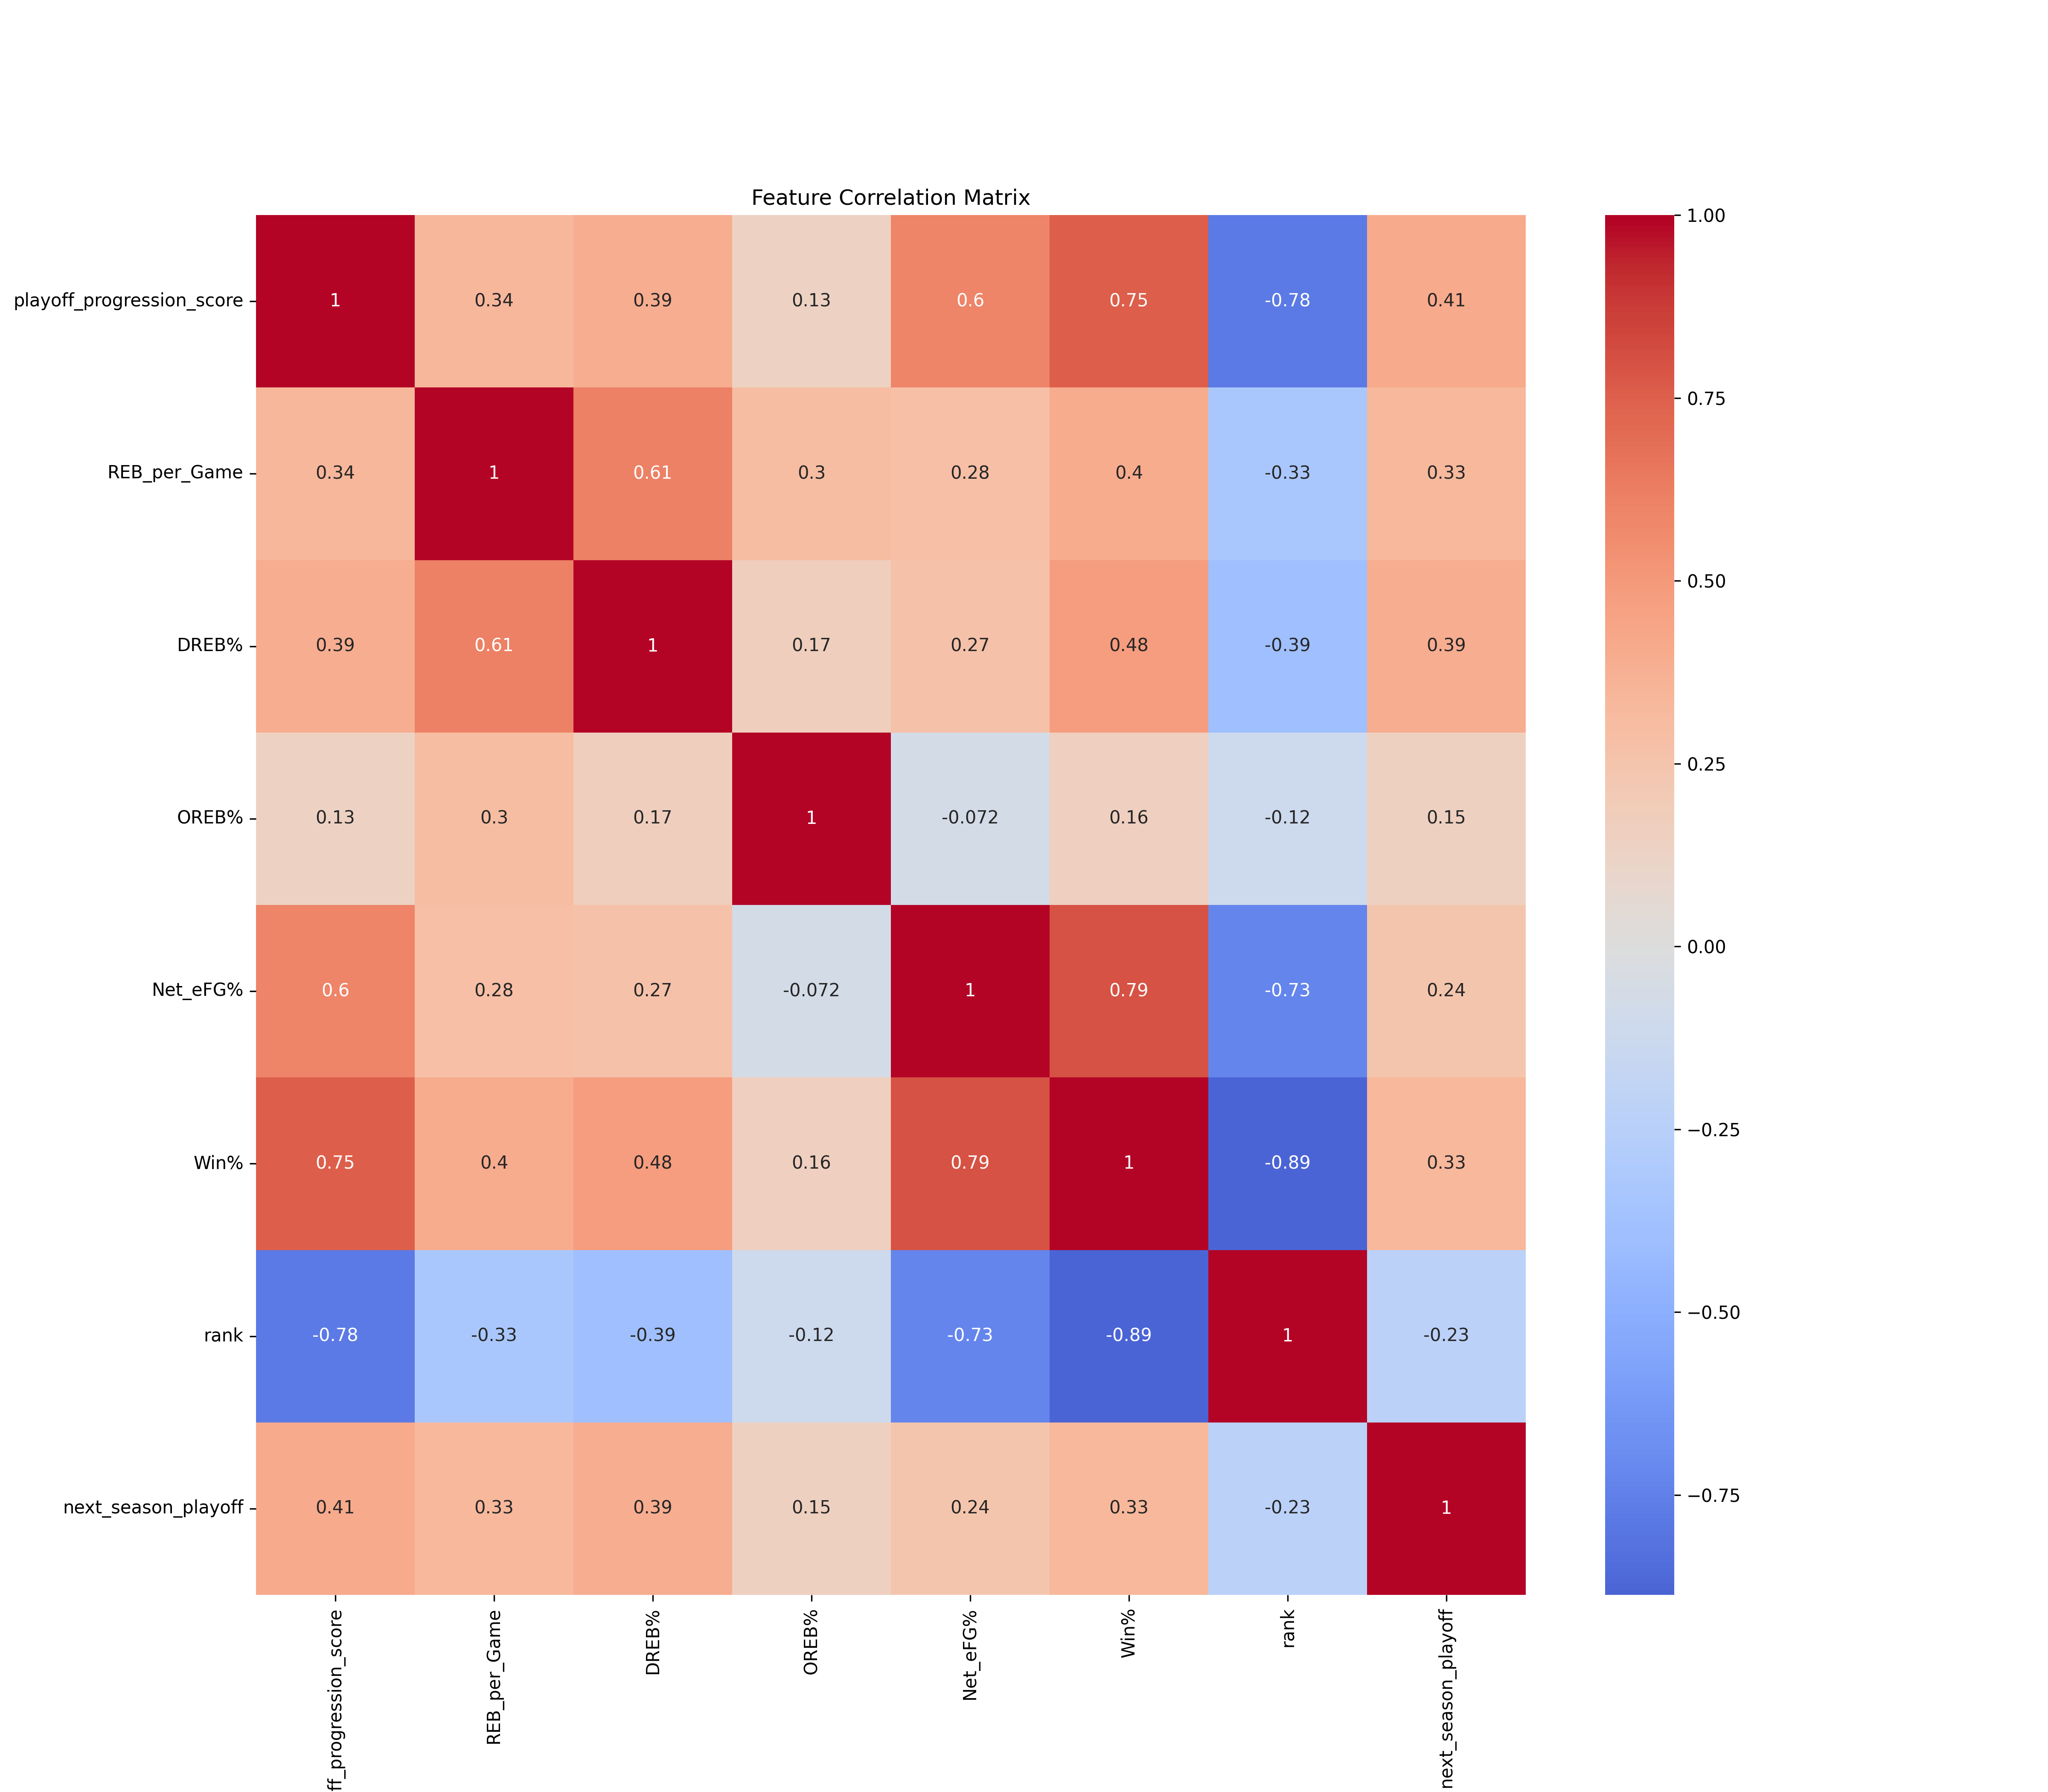 Feature Correlation Matrix
playoff_progression_score 1 0.34 0.39 0.13 0.6 0.75 -0.78 0.41
REB_per_Game 0.34 1 0.61 0.3 0.28 0.4 -0.33 0.33
DREB% 0.39 0.61 1 0.17 0.27 0.48 -0.39 0.39
OREB% 0.13 0.3 0.17 1 -0.072 0.16 -0.12 0.15
Net_eFG% 0.6 0.28 0.27 -0.072 1 0.79 -0.73 0.24
Win% 0.75 0.4 0.48 0.16 0.79 1 -0.89 0.33
rank -0.78 -0.33 -0.39 -0.12 -0.73 -0.89 1 -0.23
next_season_playoff 0.41 0.33 0.39 0.15 0.24 0.33 -0.23 1
ff_progression_score
REB_per_Game
DREB%
OREB%
Net_eFG%
Win%
rank
next_season_playoff
1.00
0.75
0.50
0.25
0.00
−0.25
−0.50
−0.75